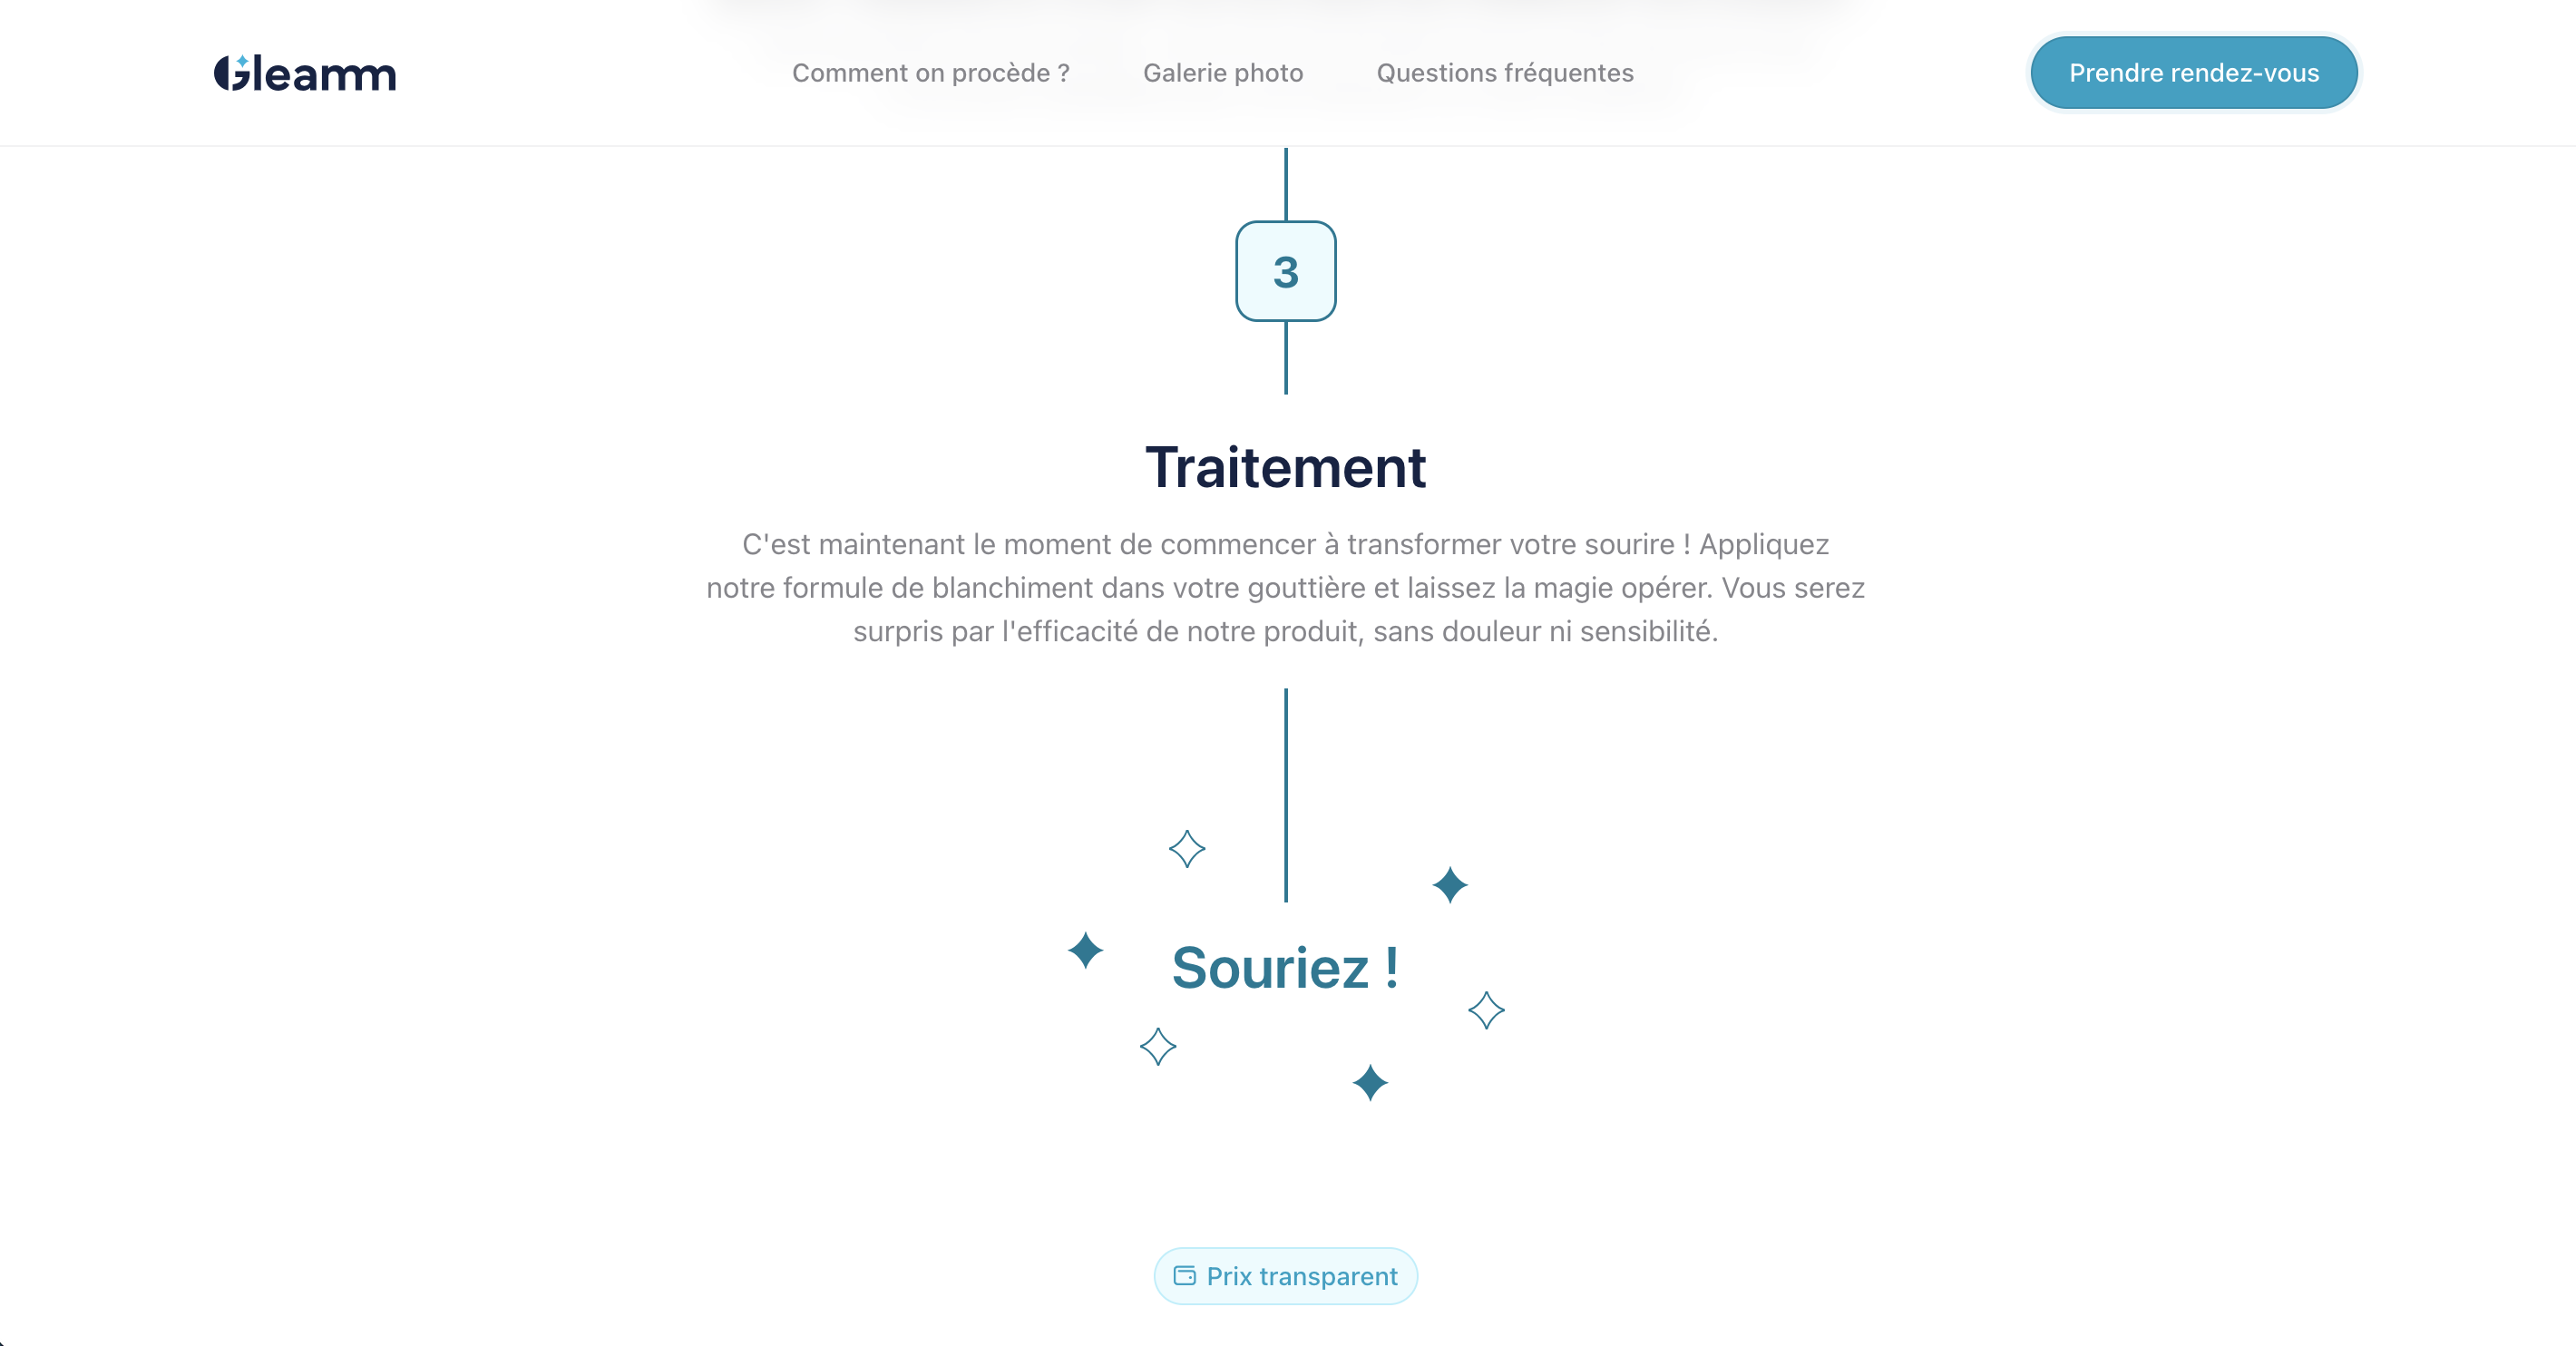 Gleamm
Comment on procède ?
Galerie photo
Questions fréquentes
Prendre rendez-vous
3
Traitement
C'est maintenant le moment de commencer à transformer votre sourire ! Appliquez
notre formule de blanchiment dans votre gouttière et laissez la magie opérer. Vous serez
surpris par l'efficacité de notre produit, sans douleur ni sensibilité.
Souriez !
Prix transparent